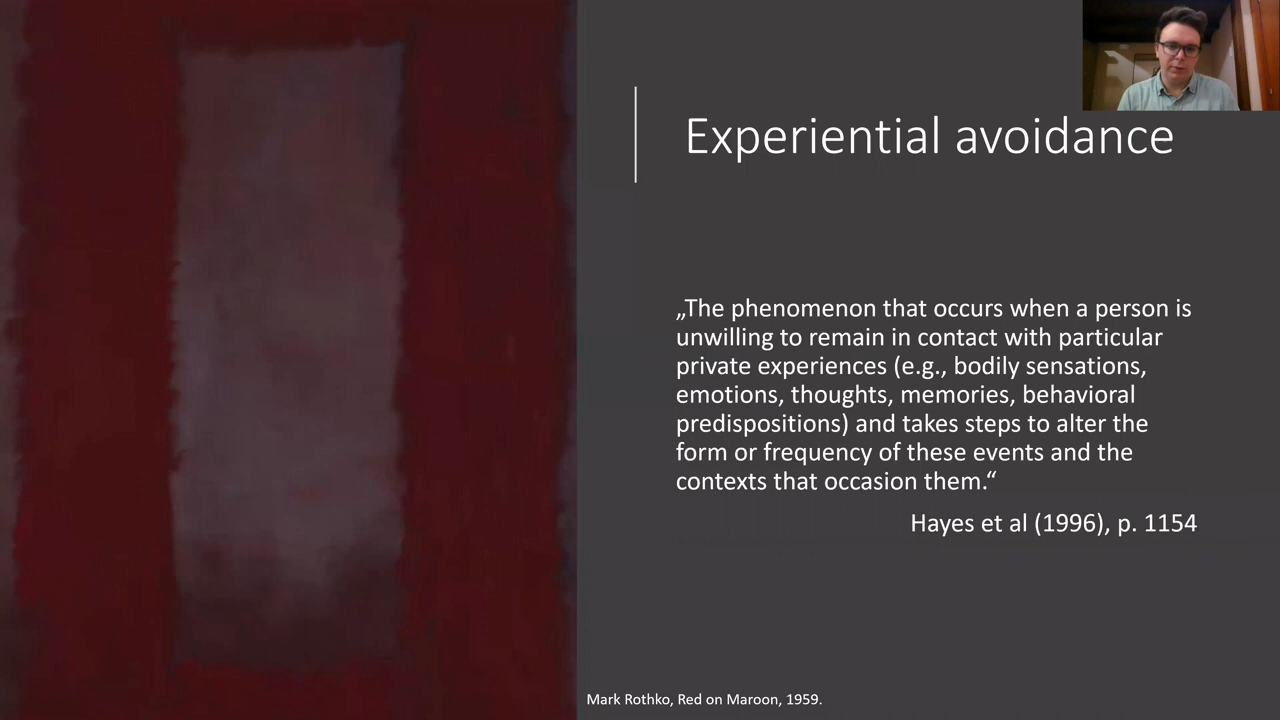 Experiential avoidance
„The phenomenon that occurs when a person is
unwilling to remain in contact with particular
private experiences (e.g., bodily sensations,
emotions, thoughts, memories, behavioral
predispositions) and takes steps to alter the
form or frequency of these events and the
contexts that occasion them.“
Hayes et al (1996), p. 1154
Mark Rothko, Red on Maroon, 1959.